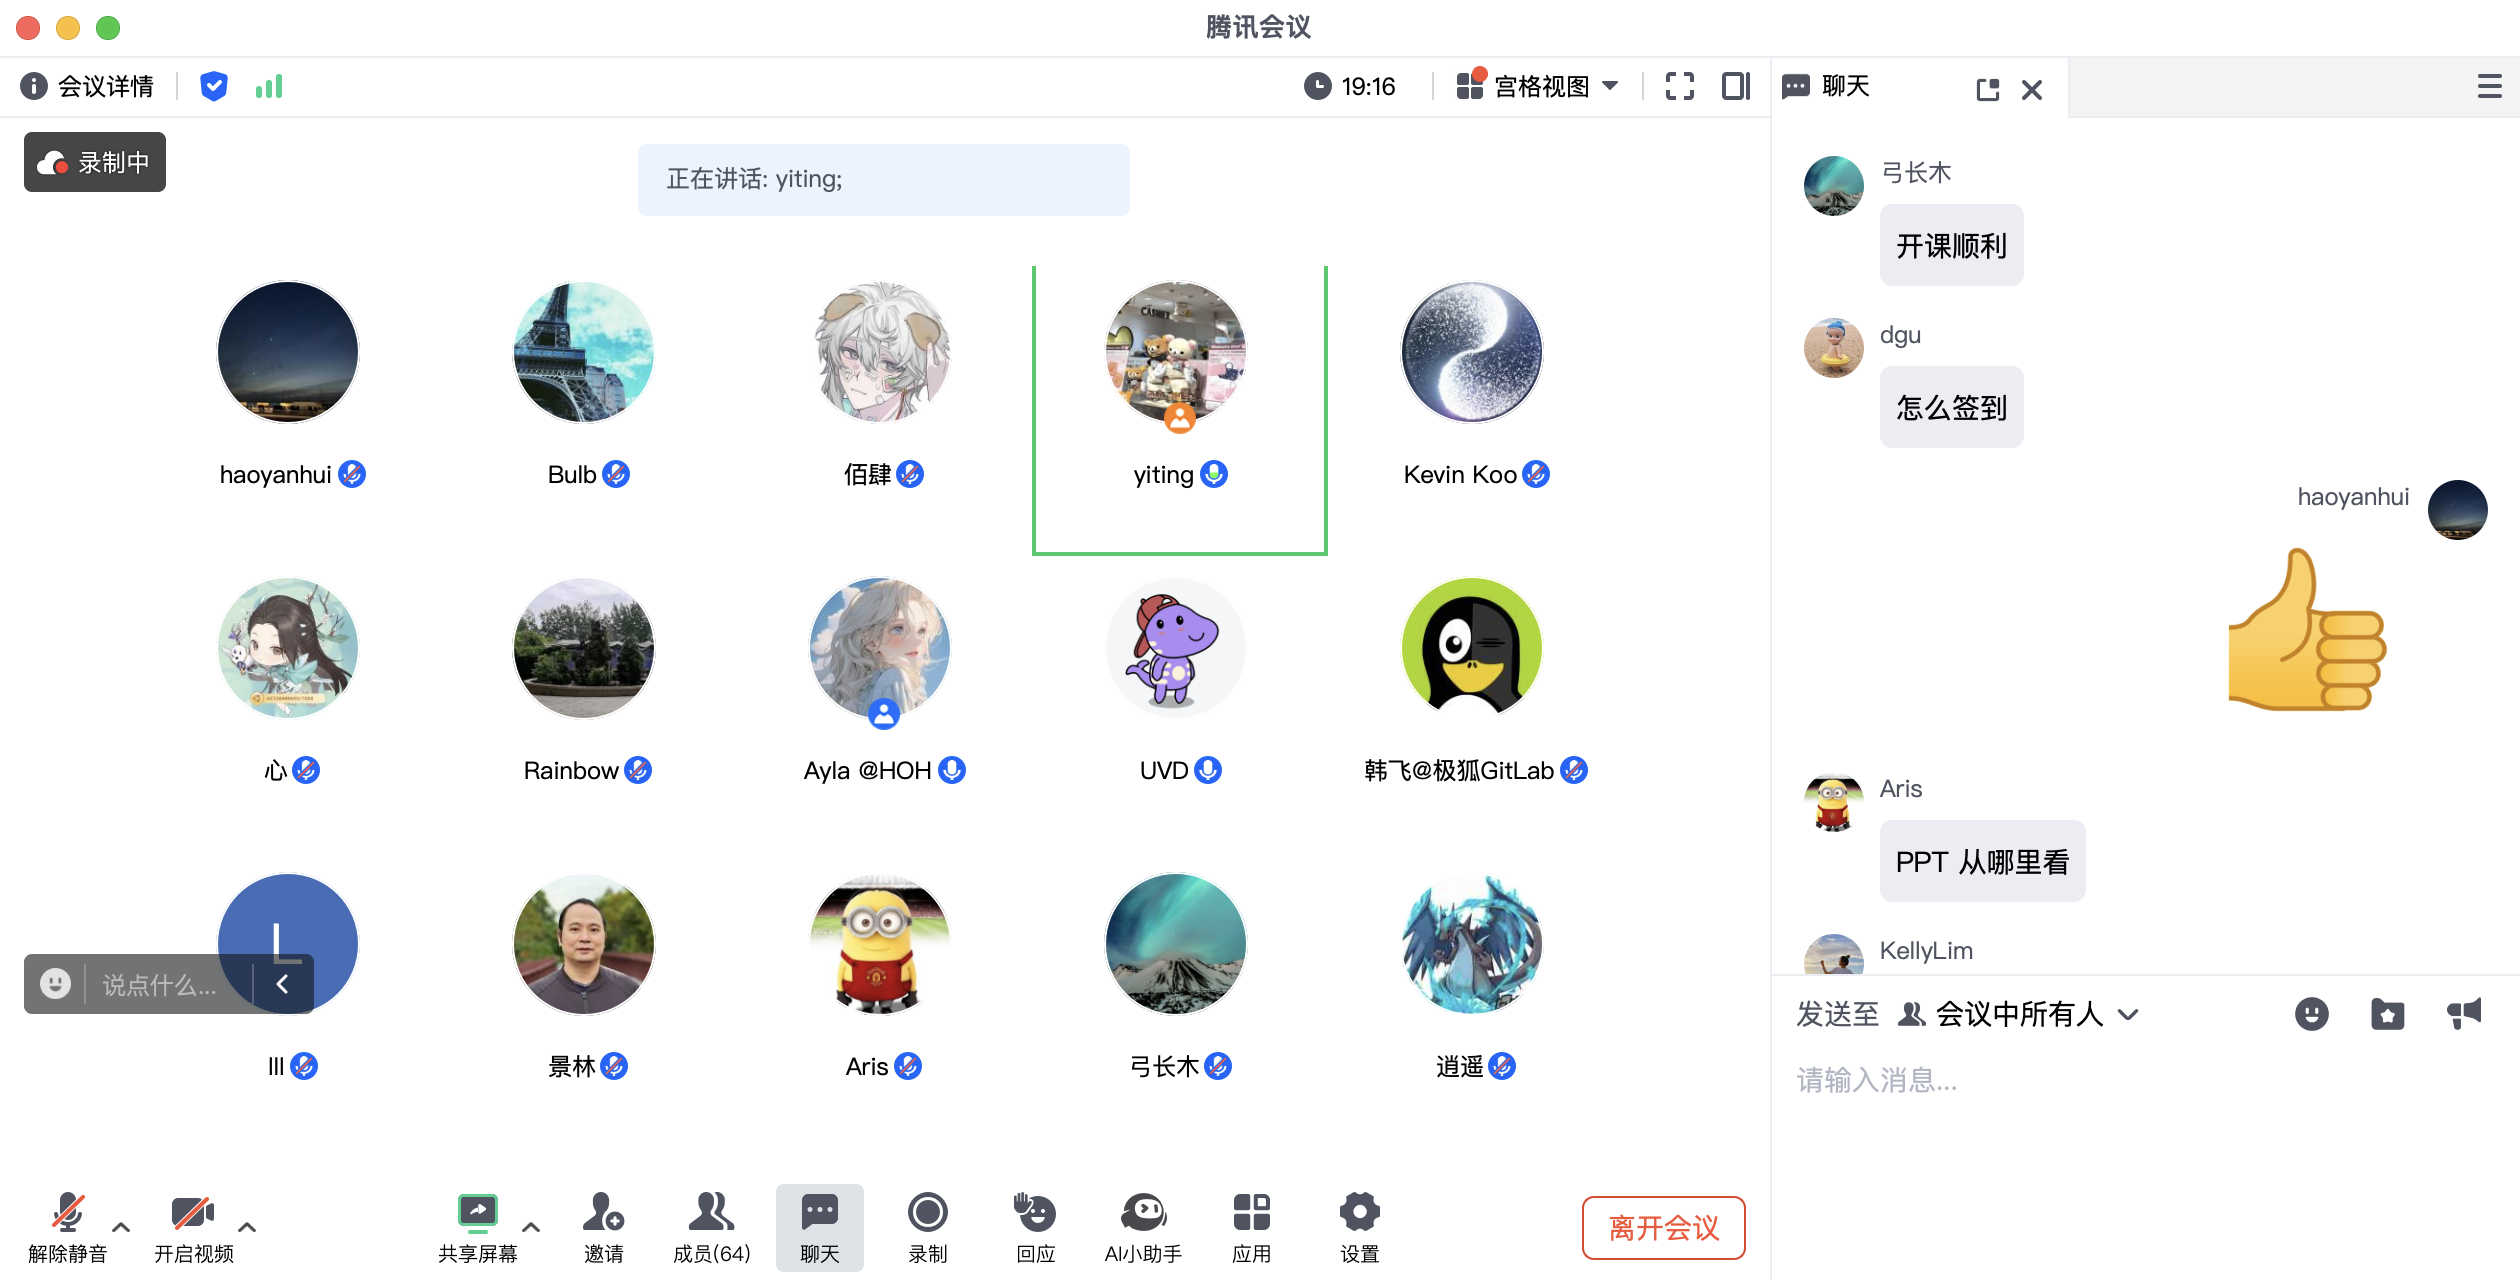 腾讯会议
会议详情
19:16
宫格视图
聊天
录制中
正在讲话: yiting;
CASHIER
haoyanhui
Bulb
佰肆
yiting
Kevin Koo
心
Rainbow
Ayla @HOH
UVD
韩飞@极狐GitLab
L
说点什么...
lll
景林
Aris
弓长木
逍遥
解除静音
开启视频
共享屏幕
邀请
成员(64)
聊天
录制
回应
AI小助手
应用
设置
离开会议
弓长木
开课顺利
dgu
怎么签到
haoyanhui
Aris
PPT 从哪里看
KellyLim
发送至 会议中所有人
请输入消息...